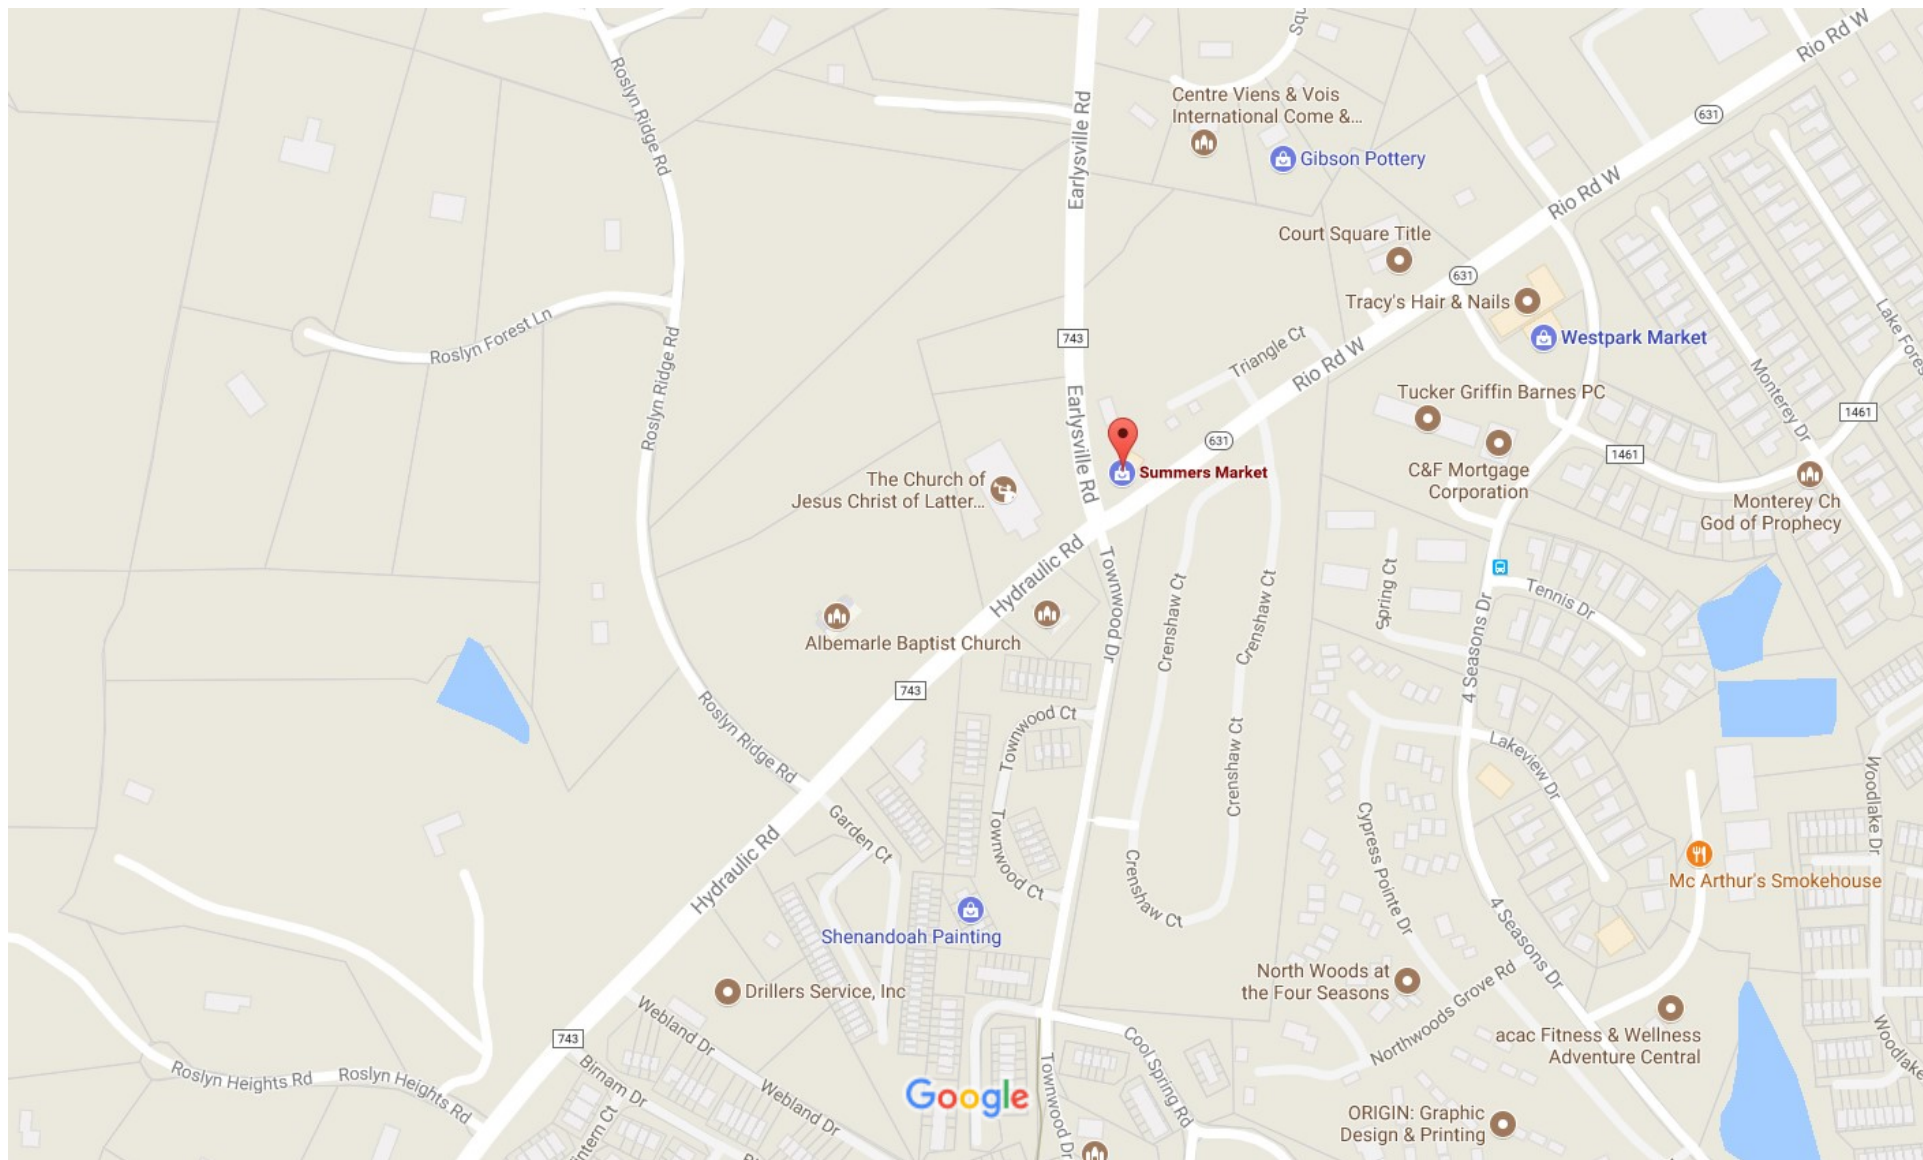 Rio Rd W
Squ
Roslyn Ridge Rd
Earlysville Rd
Centre Viens & Vois
International Come &...
631
Gibson Pottery
Rio Rd W
Court Square Title
631
Tracy's Hair & Nails
Lake Fores
Roslyn Forest Ln
743
Westpark Market
Triangle Ct
Rio Rd W
Roslyn Ridge Rd
Earlysville Rd
Tucker Griffin Barnes PC
Monterey Dr
1461
631
1461
Summers Market
C&F Mortgage
Corporation
The Church of
Jesus Christ of Latter...
Monterey Ch
God of Prophecy
Hydraulic Rd
Townwood Dr
Crenshaw Ct
Crenshaw Ct
Spring Ct
Tennis Dr
4 Seasons Dr
Albemarle Baptist Church
743
Roslyn Ridge Rd
Townwood Ct
Crenshaw Ct
Lakeview Dr
Woodlake Dr
Garden Ct
Hydraulic Rd
Townwood Ct
Crenshaw Ct
Cypress Pointe Dr
Mc Arthur's Smokehouse
4 Seasons Dr
Shenandoah Painting
North Woods at
the Four Seasons
Drillers Service, Inc
Northwoods Grove Rd
acac Fitness & Wellness
Adventure Central
Woodlake
743
Webland Dr
Cool Spring Rd
Roslyn Heights Rd
Roslyn Heights Rd
Birnam Dr
Webland Dr
Townwood Dr
Google
ORIGIN: Graphic
Design & Printing
intern Ct